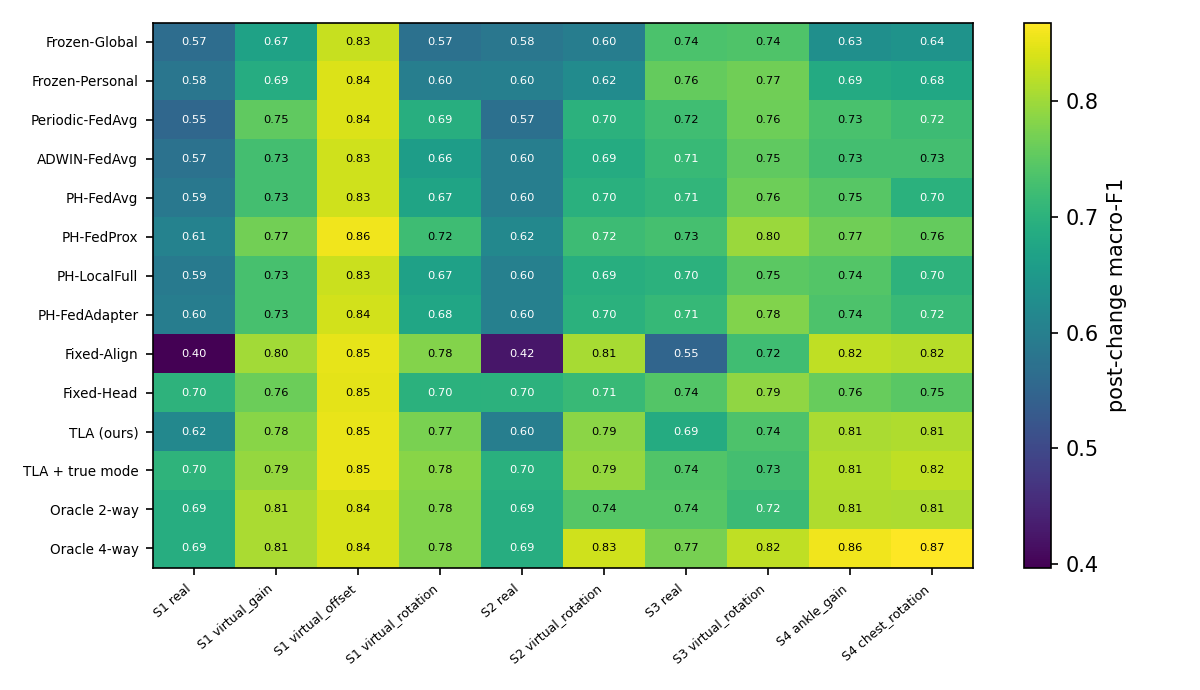 Frozen-Global 0.57 0.67 0.83 0.57 0.58 0.60 0.74 0.74 0.63 0.64
Frozen-Personal 0.58 0.69 0.84 0.60 0.60 0.62 0.76 0.77 0.69 0.68
Periodic-FedAvg 0.55 0.75 0.84 0.69 0.57 0.70 0.72 0.76 0.73 0.72
ADWIN-FedAvg 0.57 0.73 0.83 0.66 0.60 0.69 0.71 0.75 0.73 0.73
PH-FedAvg 0.59 0.73 0.83 0.67 0.60 0.70 0.71 0.76 0.75 0.70
PH-FedProx 0.61 0.77 0.86 0.72 0.62 0.72 0.73 0.80 0.77 0.76
PH-LocalFull 0.59 0.73 0.83 0.67 0.60 0.69 0.70 0.75 0.74 0.70
PH-FedAdapter 0.60 0.73 0.84 0.68 0.60 0.70 0.71 0.78 0.74 0.72
Fixed-Align 0.40 0.80 0.85 0.78 0.42 0.81 0.55 0.72 0.82 0.82
Fixed-Head 0.70 0.76 0.85 0.70 0.70 0.71 0.74 0.79 0.76 0.75
TLA (ours) 0.62 0.78 0.85 0.77 0.60 0.79 0.69 0.74 0.81 0.81
TLA + true mode 0.70 0.79 0.85 0.78 0.70 0.79 0.74 0.73 0.81 0.82
Oracle 2-way 0.69 0.81 0.84 0.78 0.69 0.74 0.74 0.72 0.81 0.81
Oracle 4-way 0.69 0.81 0.84 0.78 0.69 0.83 0.77 0.82 0.86 0.87
S1 real
S1 virtual_gain
S1 virtual_offset
S1 virtual_rotation
S2 real
S2 virtual_rotation
S3 real
S3 virtual_rotation
S4 ankle_gain
S4 chest_rotation
0.8
0.7
0.6
0.5
0.4
post-change macro-F1